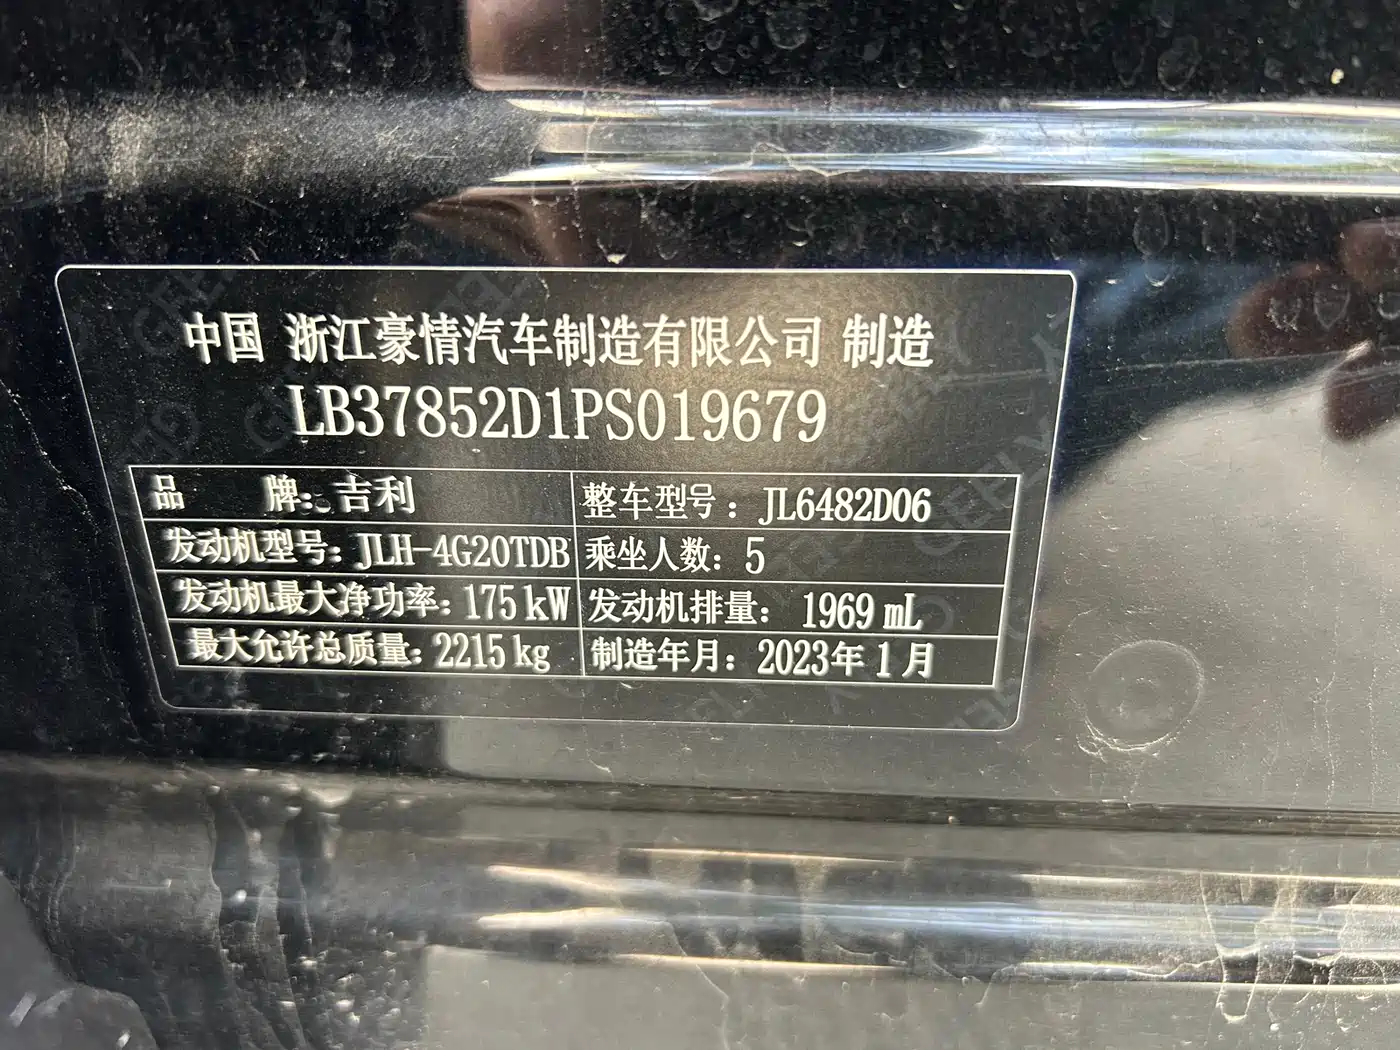 中国 浙江豪情汽车制造有限公司 制造
LB37852D1PS019679
品 牌：吉利 整车型号：JL6482D06
发动机型号：JLH-4G20TDB 乘坐人数：5
发动机最大净功率：175 kW 发动机排量：1969 mL
最大允许总质量：2215 kg 制造年月：2023年1月